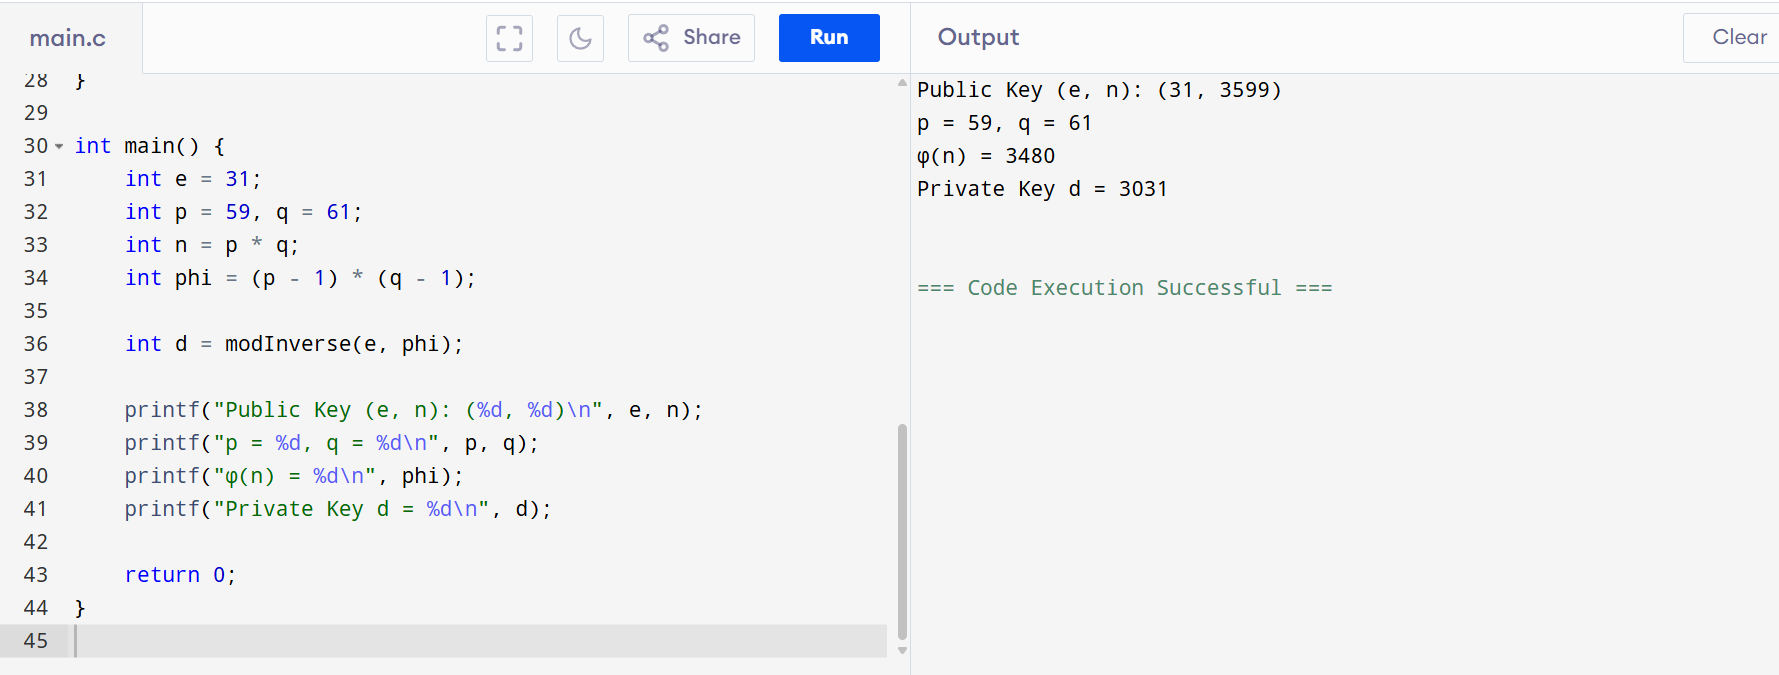 main.c
Share
Run
28 }
29
30 int main() {
31     int e = 31;
32     int p = 59, q = 61;
33     int n = p * q;
34     int phi = (p - 1) * (q - 1);
35
36     int d = modInverse(e, phi);
37
38     printf("Public Key (e, n): (%d, %d)\n", e, n);
39     printf("p = %d, q = %d\n", p, q);
40     printf("φ(n) = %d\n", phi);
41     printf("Private Key d = %d\n", d);
42
43     return 0;
44 }
45
Output
Clear
Public Key (e, n): (31, 3599)
p = 59, q = 61
φ(n) = 3480
Private Key d = 3031
=== Code Execution Successful ===